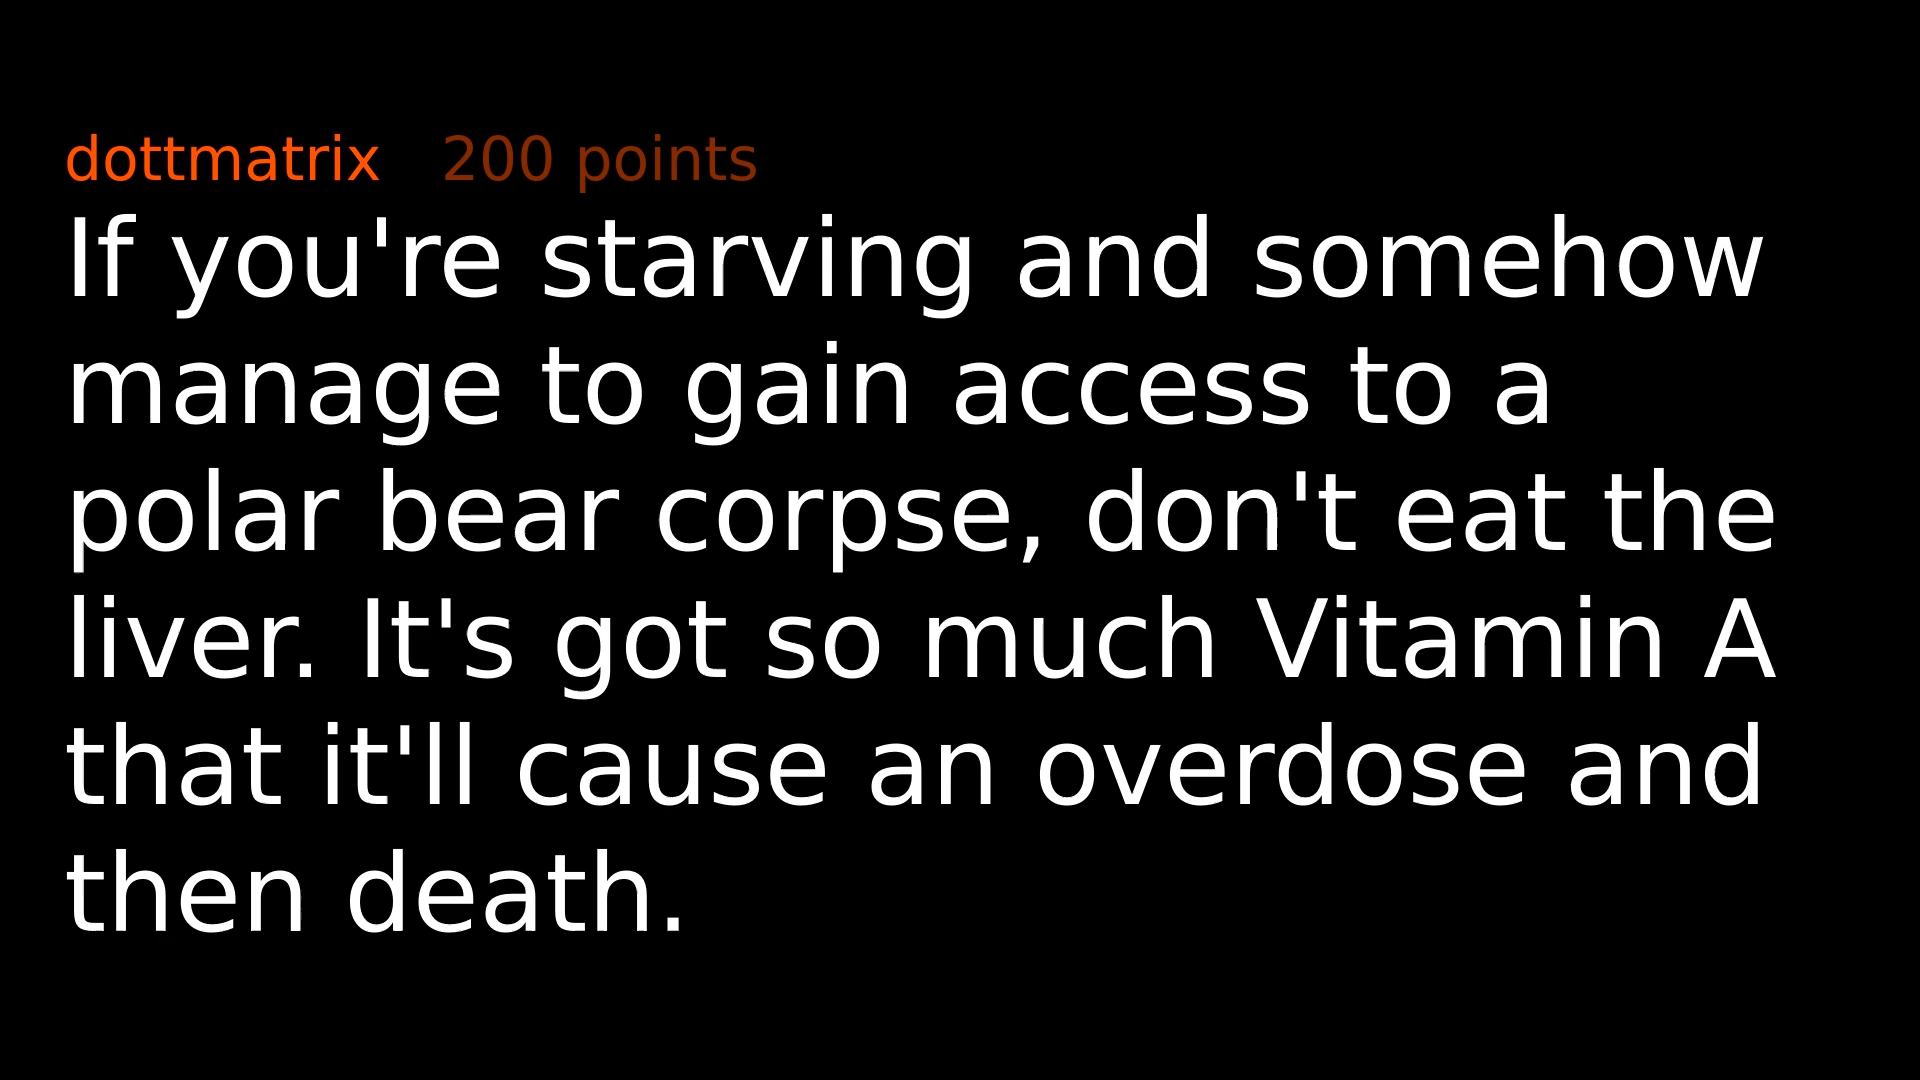 dottmatrix 200 points
If you're starving and somehow
manage to gain access to a
polar bear corpse, don't eat the
liver. It's got so much Vitamin A
that it'll cause an overdose and
then death.